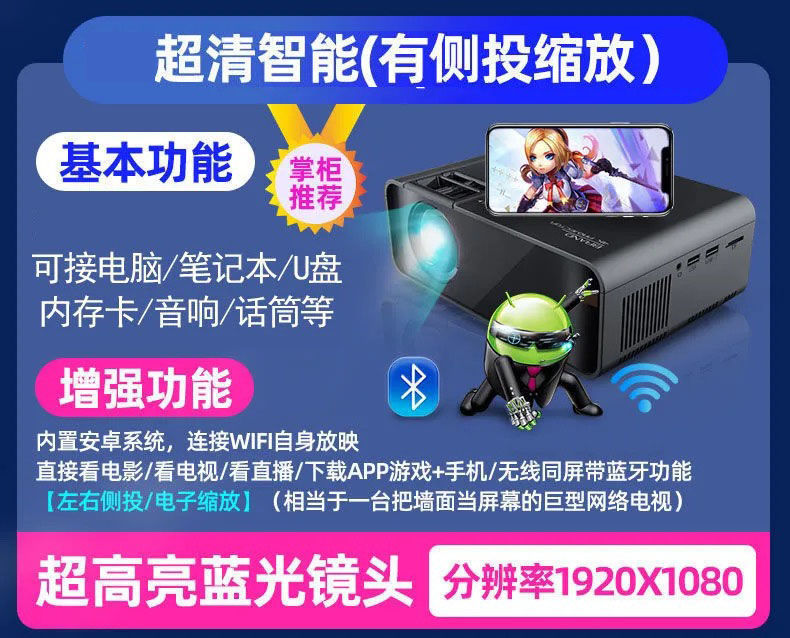 超清智能(有侧投缩放）
基本功能
掌柜
推荐
可接电脑/笔记本/U盘
内存卡/音响/话筒等
增强功能
内置安卓系统，连接WIFI自身放映
直接看电影/看电视/看直播/下载APP游戏+手机/无线同屏带蓝牙功能
【左右侧投/电子缩放】（相当于一台把墙面当屏幕的巨型网络电视）
超高亮蓝光镜头
分辨率1920X1080